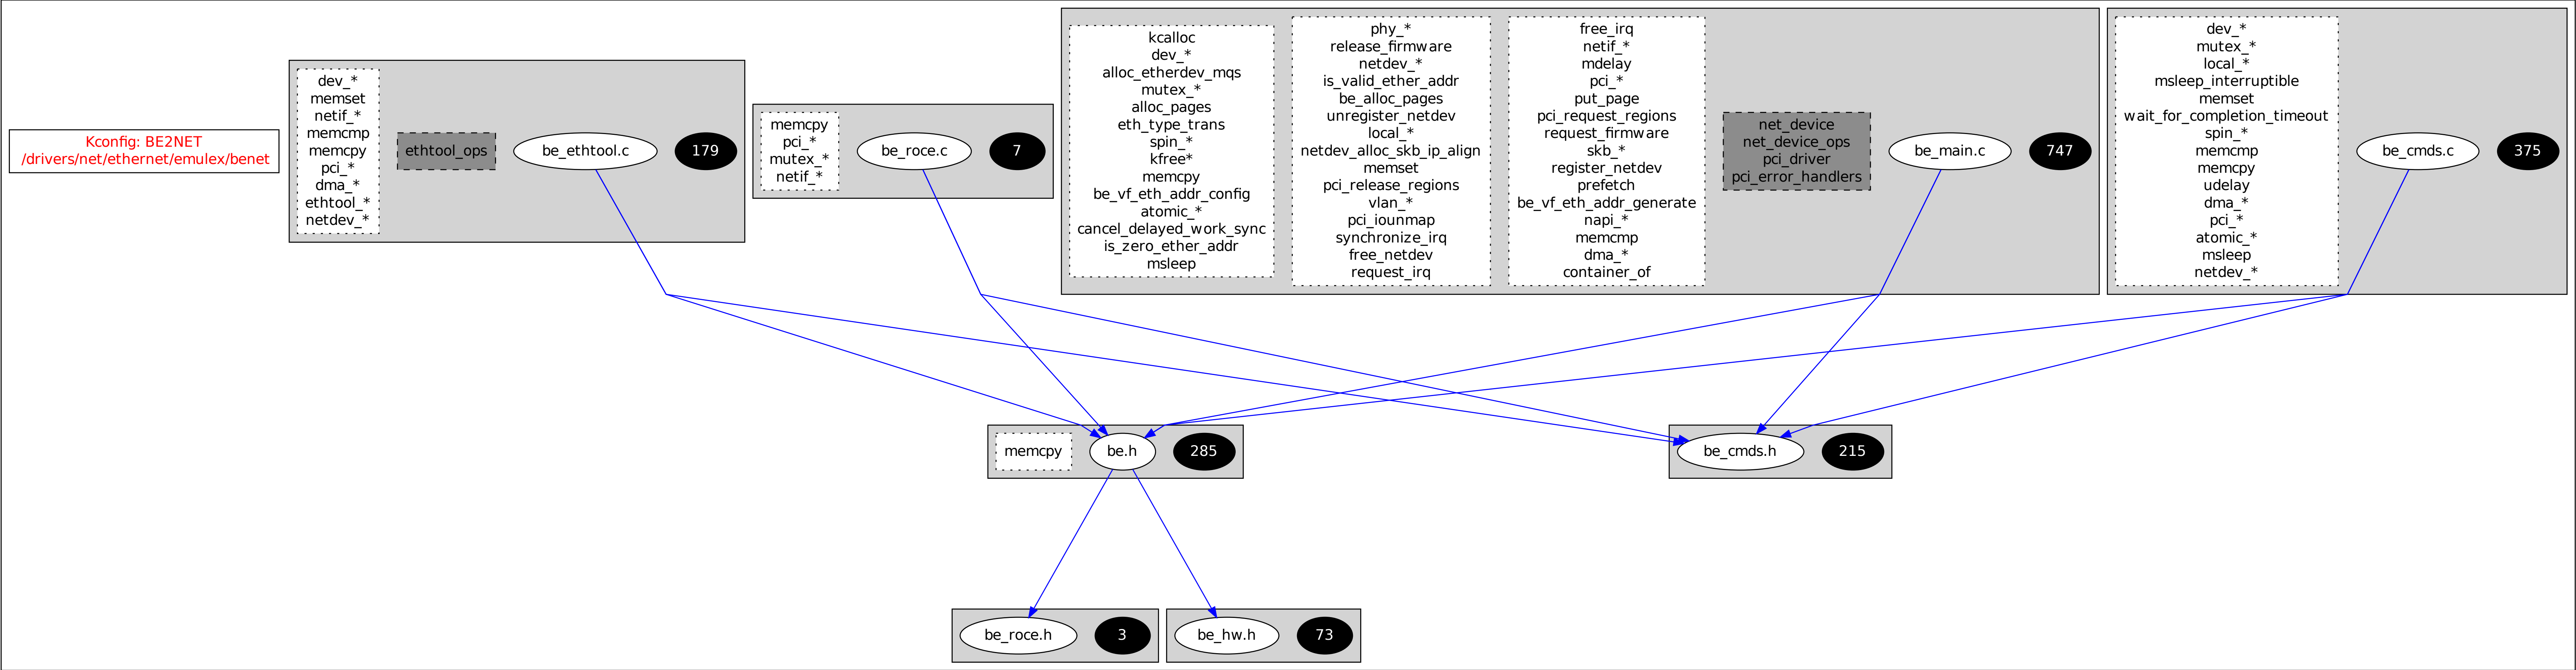 Kconfig: BE2NET
/drivers/net/ethernet/emulex/benet
dev_*
memset
netif_*
memcmp
memcpy
pci_*
dma_*
ethtool_*
netdev_*
ethtool_ops
be_ethtool.c
179
memcpy
pci_*
mutex_*
netif_*
be_roce.c
7
kcalloc
dev_*
alloc_etherdev_mqs
mutex_*
alloc_pages
eth_type_trans
spin_*
kfree*
memcpy
be_vf_eth_addr_config
atomic_*
cancel_delayed_work_sync
is_zero_ether_addr
msleep
phy_*
release_firmware
netdev_*
is_valid_ether_addr
be_alloc_pages
unregister_netdev
local_*
netdev_alloc_skb_ip_align
memset
pci_release_regions
vlan_*
pci_iounmap
synchronize_irq
free_netdev
request_irq
free_irq
netif_*
mdelay
pci_*
put_page
pci_request_regions
request_firmware
skb_*
register_netdev
prefetch
be_vf_eth_addr_generate
napi_*
memcmp
dma_*
container_of
net_device
net_device_ops
pci_driver
pci_error_handlers
be_main.c
747
dev_*
mutex_*
local_*
msleep_interruptible
memset
wait_for_completion_timeout
spin_*
memcmp
memcpy
udelay
dma_*
pci_*
atomic_*
msleep
netdev_*
be_cmds.c
375
memcpy
be.h
285
be_cmds.h
215
be_roce.h
3
be_hw.h
73